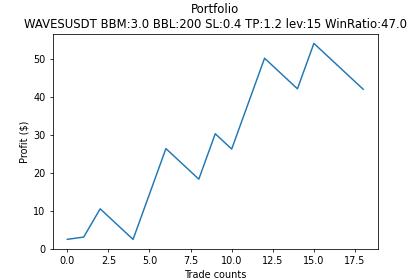 Portfolio
WAVESUSDT BBM:3.0 BBL:200 SL:0.4 TP:1.2 lev:15 WinRatio:47.0
50
40
30
20
10
0
Profit ($)
0.0 2.5 5.0 7.5 10.0 12.5 15.0 17.5
Trade counts